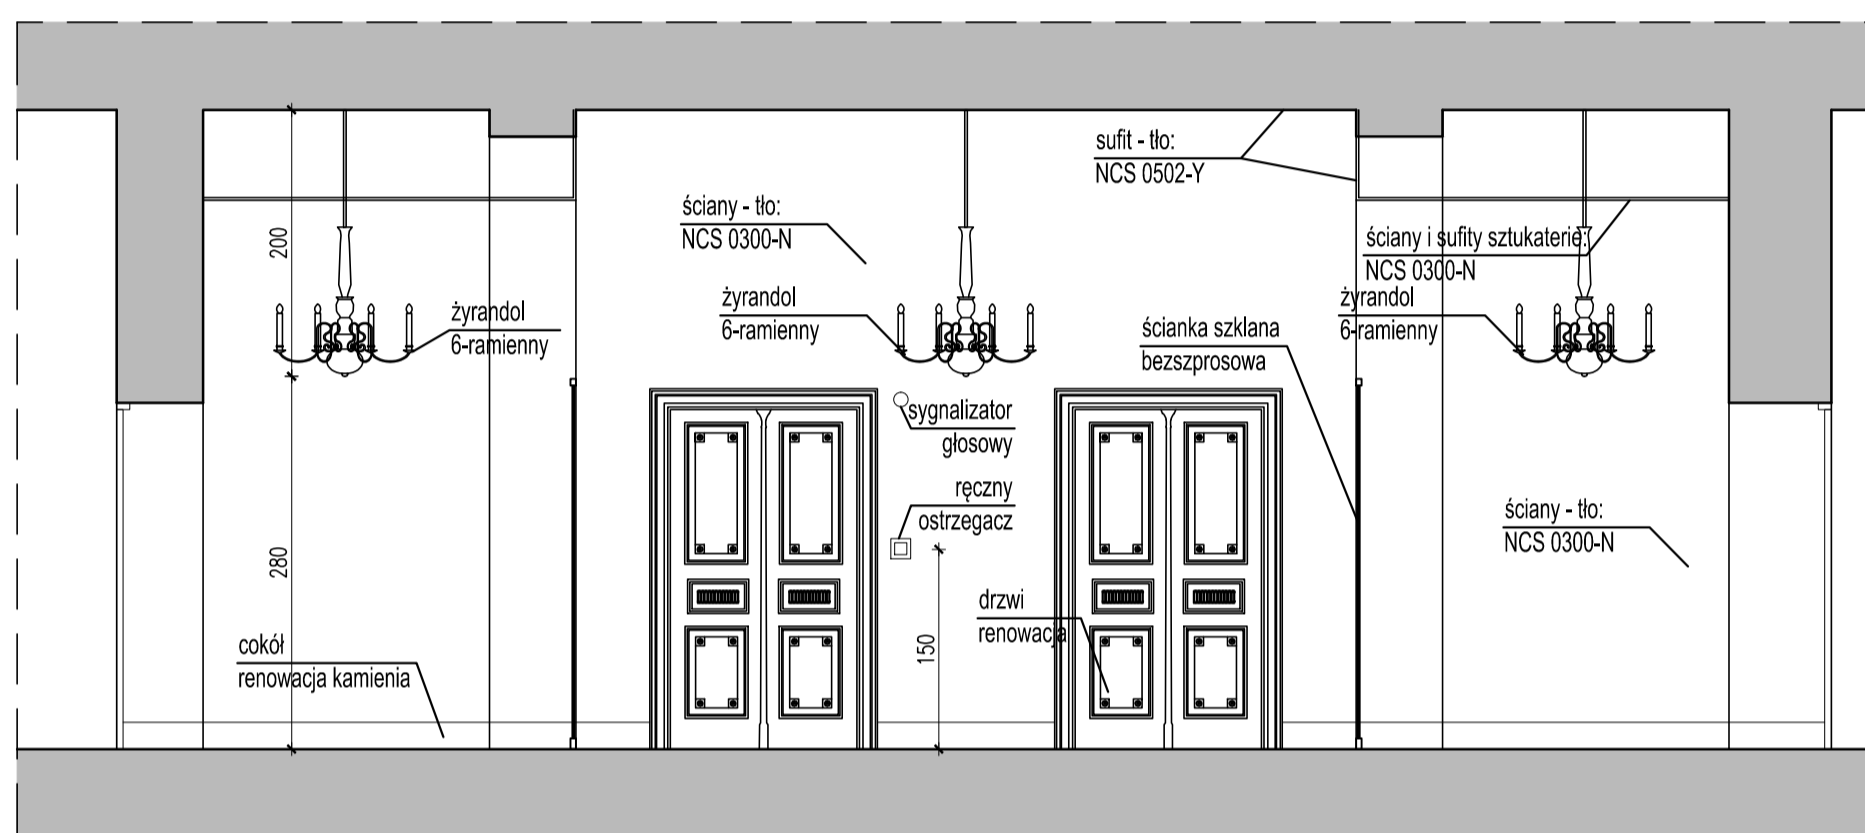 sufit - tło:
NCS 0502-Y
ściany - tło:
NCS 0300-N
ściany i sufity sztukaterie:
NCS 0300-N
200
żyrandol
6-ramienny
żyrandol
6-ramienny
żyrandol
6-ramienny
ścianka szklana
bezszprosowa
sygnalizator
głosowy
ręczny
ostrzegacz
ściany - tło:
NCS 0300-N
280
drzwi
renowacja
150
cokół
renowacja kamienia